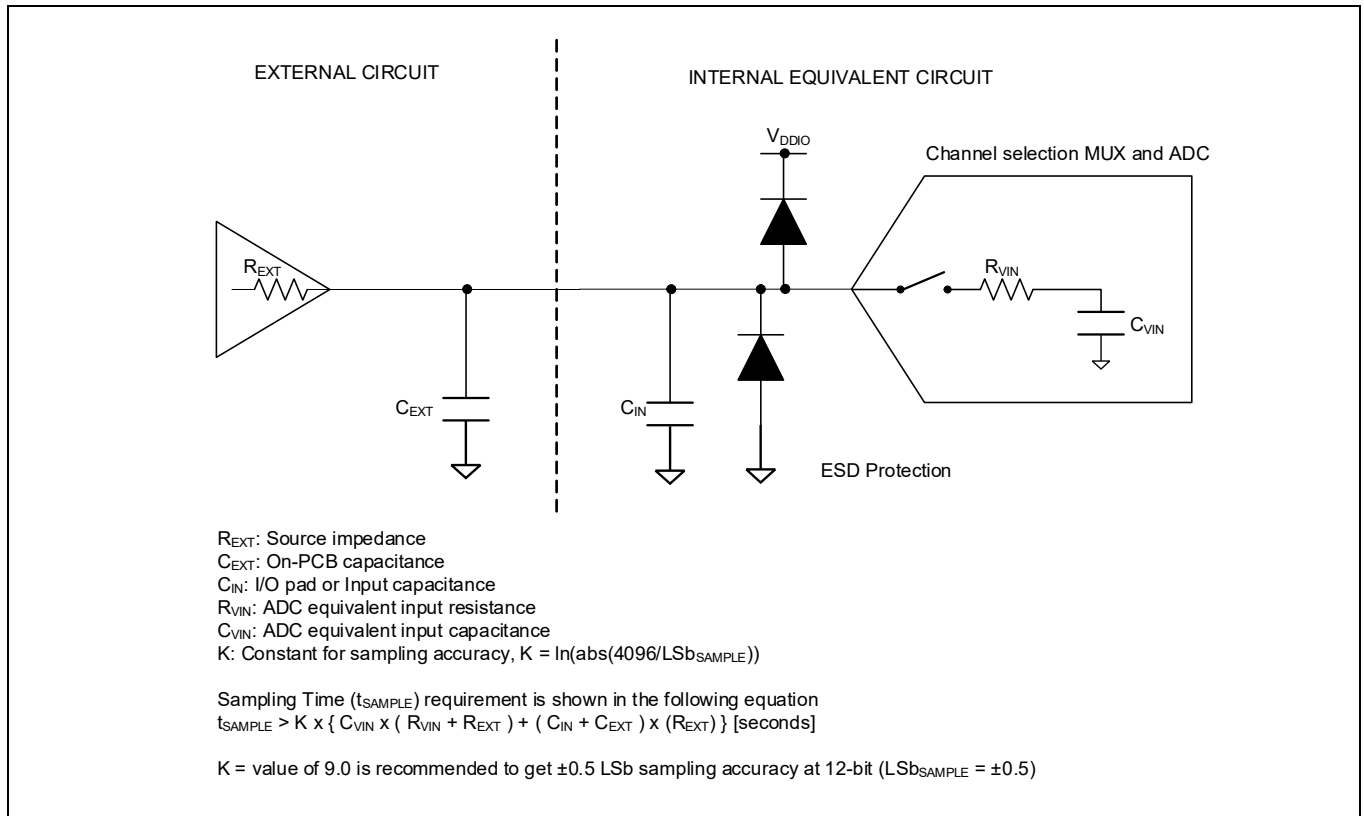 EXTERNAL CIRCUIT
INTERNAL EQUIVALENT CIRCUIT
VDDIO
Channel selection MUX and ADC
REXT
RVIN
CVIN
CEXT
CIN
ESD Protection
REXT: Source impedance
CEXT: On-PCB capacitance
CIN: I/O pad or Input capacitance
RVIN: ADC equivalent input resistance
CVIN: ADC equivalent input capacitance
K: Constant for sampling accuracy, K = ln(abs(4096/LSbSAMPLE))
Sampling Time (tSAMPLE) requirement is shown in the following equation
tSAMPLE > K x { CVIN x ( RVIN + REXT ) + ( CIN + CEXT ) x (REXT) } [seconds]
K = value of 9.0 is recommended to get ±0.5 LSb sampling accuracy at 12-bit (LSbSAMPLE = ±0.5)